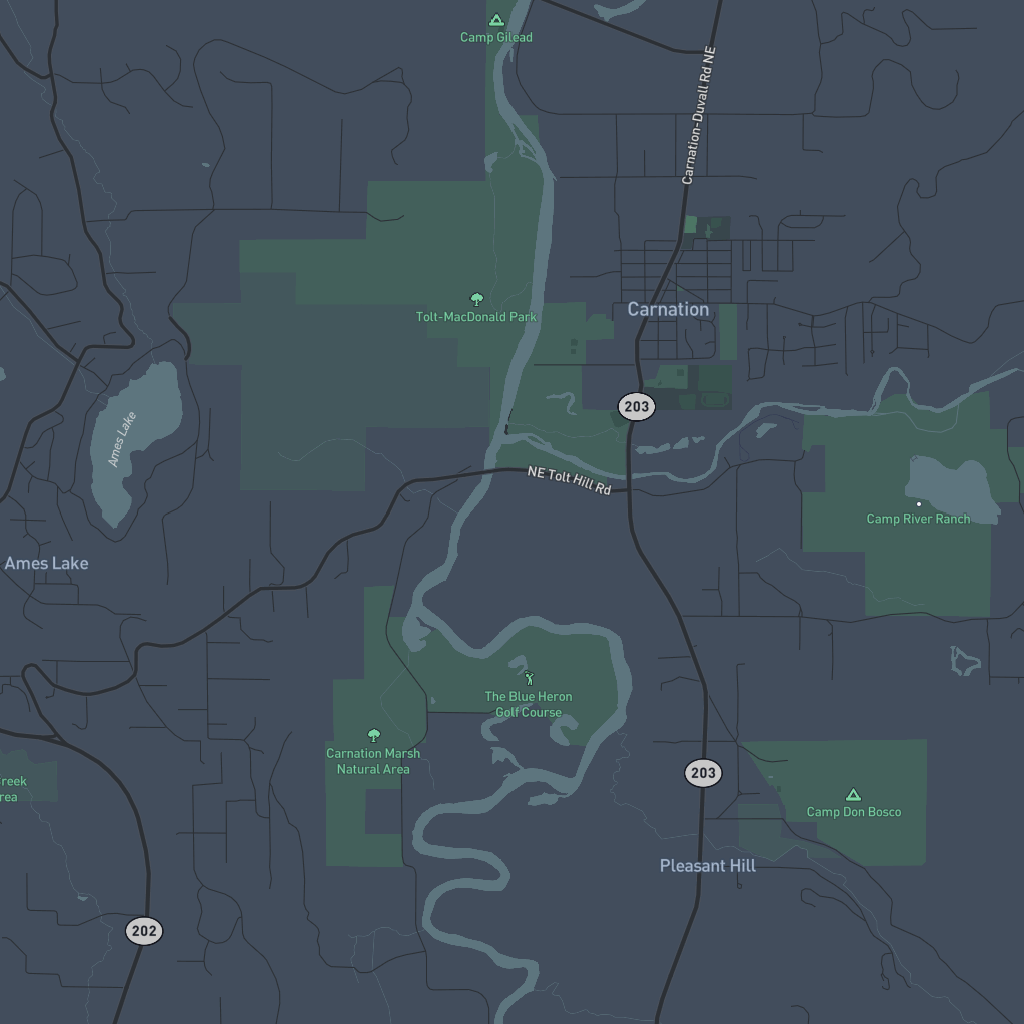 Camp Gilead
Carnation-Duvall Rd NE
Tolt-MacDonald Park
Carnation
203
Ames Lake
NE Tolt Hill Rd
Camp River Ranch
Ames Lake
The Blue Heron
Golf Course
Carnation Marsh
Natural Area
203
reek
rea
Camp Don Bosco
Pleasant Hill
202